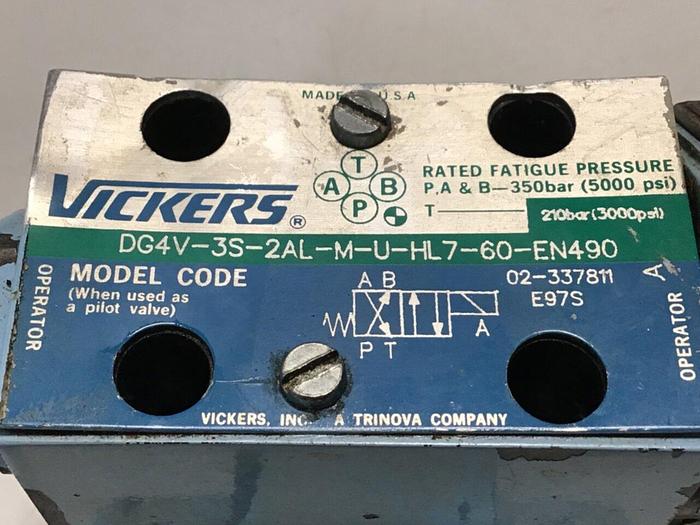 MADE U.S.A
T
A B
P
RATED FATIGUE PRESSURE
P.A & B—350bar (5000 psi)
T 210bar (3000psi)
VICKERS®
DG4V-3S-2AL-M-U-HL7-60-EN490
OPERATOR
MODEL CODE
(When used as
a pilot valve)
A B
P T
A
02-337811
E97S
A
OPERATOR
VICKERS, INC. A TRINOVA COMPANY